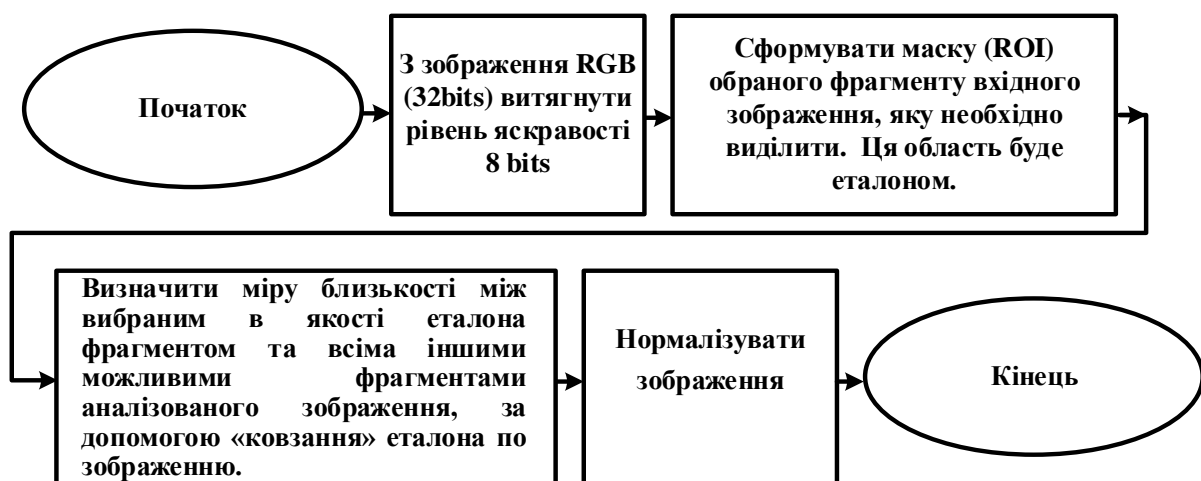 Початок
З зображення RGB
(32bits) витягнути
рівень яскравості
8 bits
Сформувати маску (ROI)
обраного фрагменту вхідного
зображення, яку необхідно
виділити. Ця область буде
еталоном.
Визначити міру близькості між
вибраним в якості еталона
фрагментом та всіма іншими
можливими фрагментами
аналізованого зображення, за
допомогою «ковзання» еталона по
зображенню.
Нормалізувати
зображення
Кінець